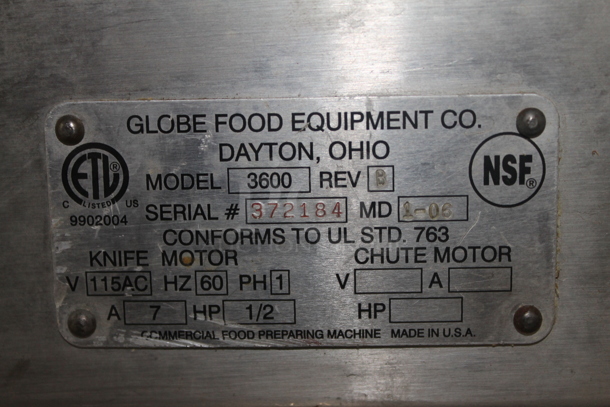 GLOBE FOOD EQUIPMENT CO.
DAYTON, OHIO
ETL® C LISTED US
9902004
MODEL 3600 REV B
NSF®
SERIAL # 372184 MD
CONFORMS TO UL STD. 763
KNIFE MOTOR CHUTE MOTOR
V 115AC HZ 60 PH 1 V A
A 7 HP 1/2 HP
COMMERCIAL FOOD PREPARING MACHINE MADE IN U.S.A.